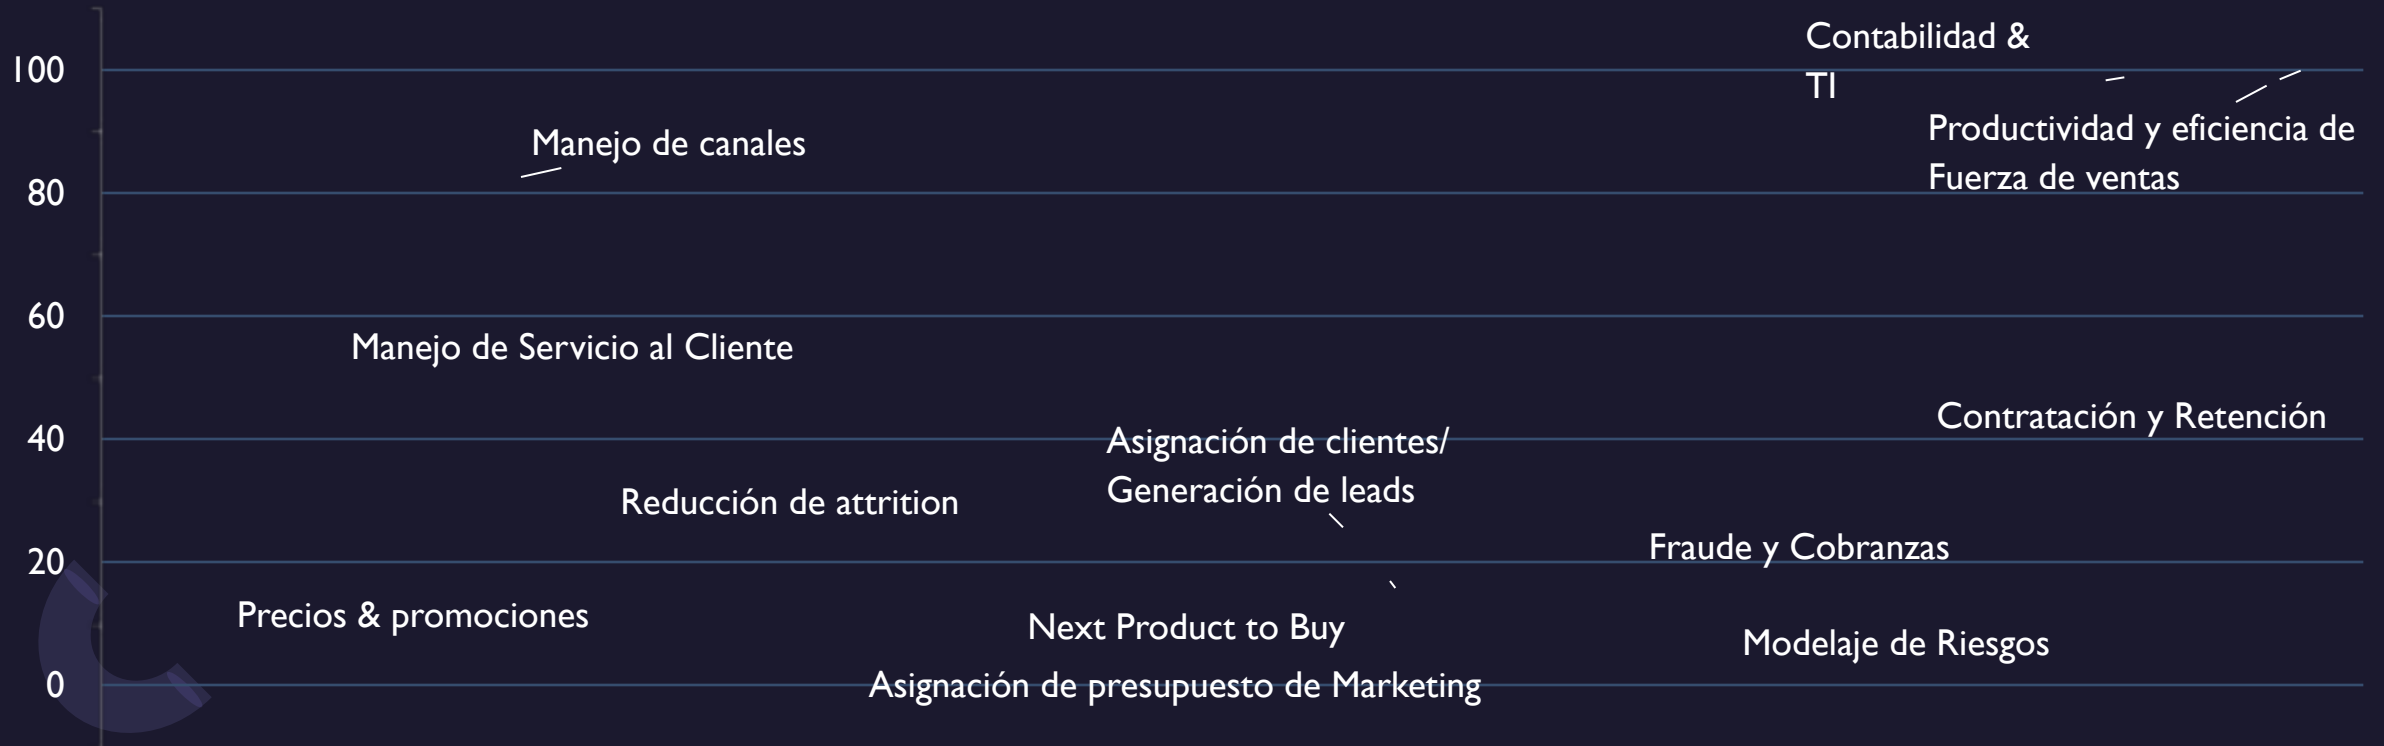 Contabilidad &
100
TI
Productividad y eficiencia de
Manejo de canales
Fuerza de ventas
80
60
Manejo de Servicio al Cliente
Contratación y Retención
40
Asignación de clientes/
Generación de leads
Reducción de attrition
Fraude y Cobranzas
20
Precios & promociones
Next Product to Buy
Modelaje de Riesgos
0
Asignación de presupuesto de Marketing